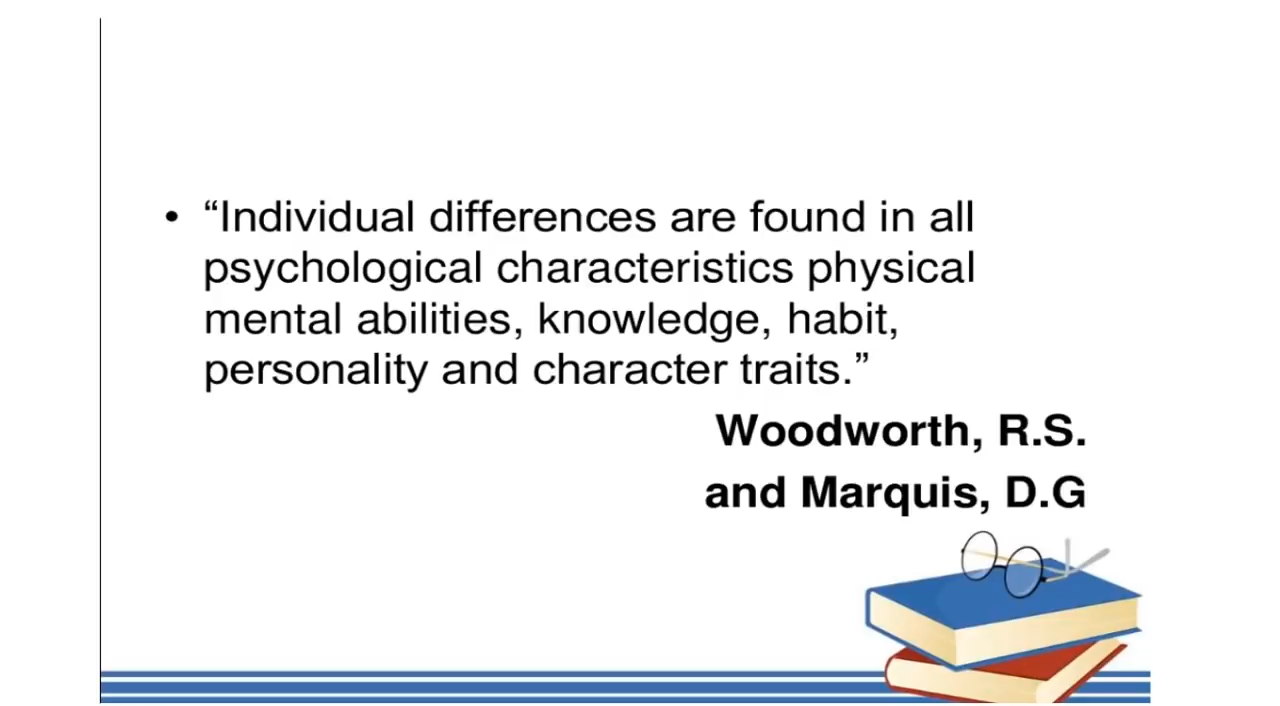 • “Individual differences are found in all
psychological characteristics physical
mental abilities, knowledge, habit,
personality and character traits.”
Woodworth, R.S.
and Marquis, D.G